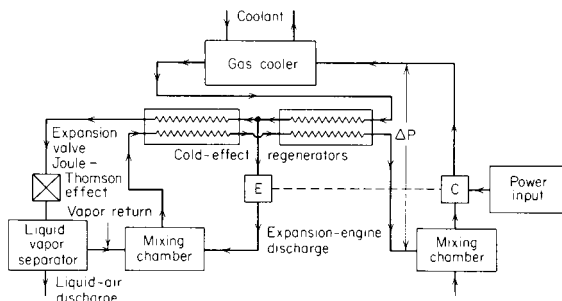 Coolant
Gas cooler
ΔP
Expansion
valve
Joule-
Thomson
effect
Cold-effect regenerators
E
C
Power
input
Vapor return
Liquid
vapor
separator
Mixing
chamber
Expansion-engine
discharge
Mixing
chamber
Liquid-air
discharge